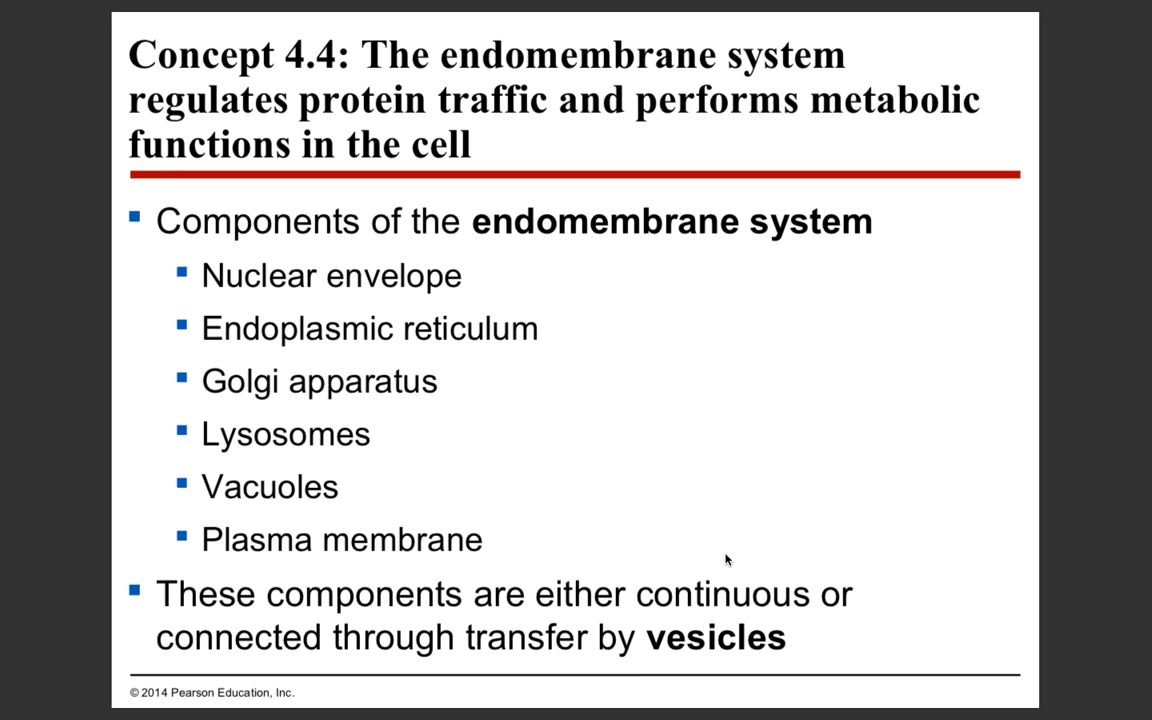 Concept 4.4: The endomembrane system
regulates protein traffic and performs metabolic
functions in the cell
Components of the endomembrane system
Nuclear envelope
Endoplasmic reticulum
Golgi apparatus
Lysosomes
Vacuoles
Plasma membrane
These components are either continuous or
connected through transfer by vesicles
© 2014 Pearson Education, Inc.